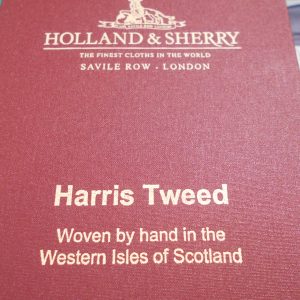 HOLLAND & SHERRY
THE FINEST CLOTHS IN THE WORLD
SAVILE ROW - LONDON
Harris Tweed
Woven by hand in the
Western Isles of Scotland